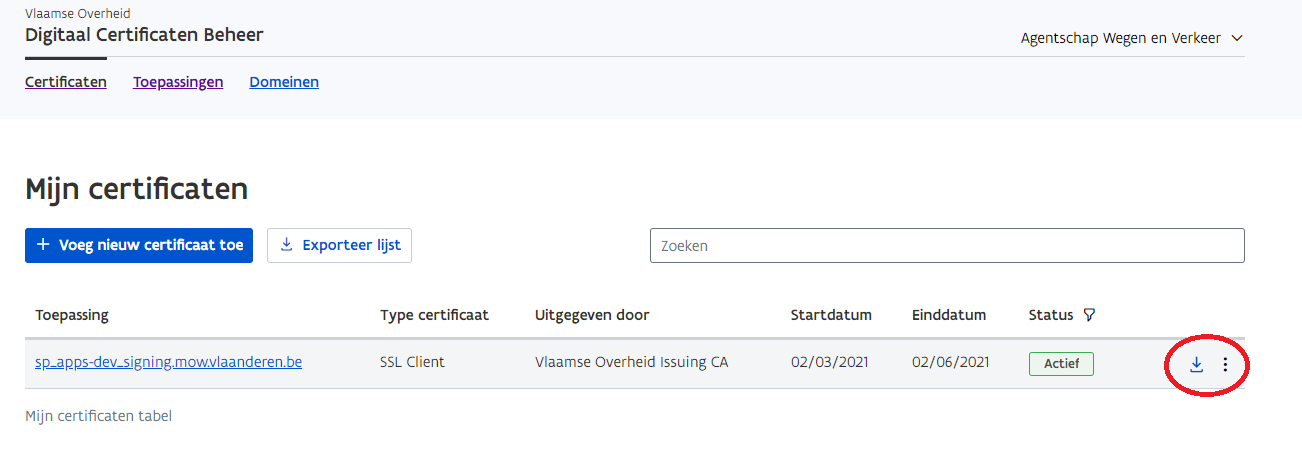 Vlaamse Overheid
Digitaal Certificaten Beheer
Agentschap Wegen en Verkeer
Certificaten Toepassingen Domeinen
Mijn certificaten
+ Voeg nieuw certificaat toe Exporteer lijst Zoeken
Toepassing Type certificaat Uitgegeven door Startdatum Einddatum Status
sp_apps-dev_signing.mow.vlaanderen.be SSL Client Vlaamse Overheid Issuing CA 02/03/2021 02/06/2021 Actief
Mijn certificaten tabel